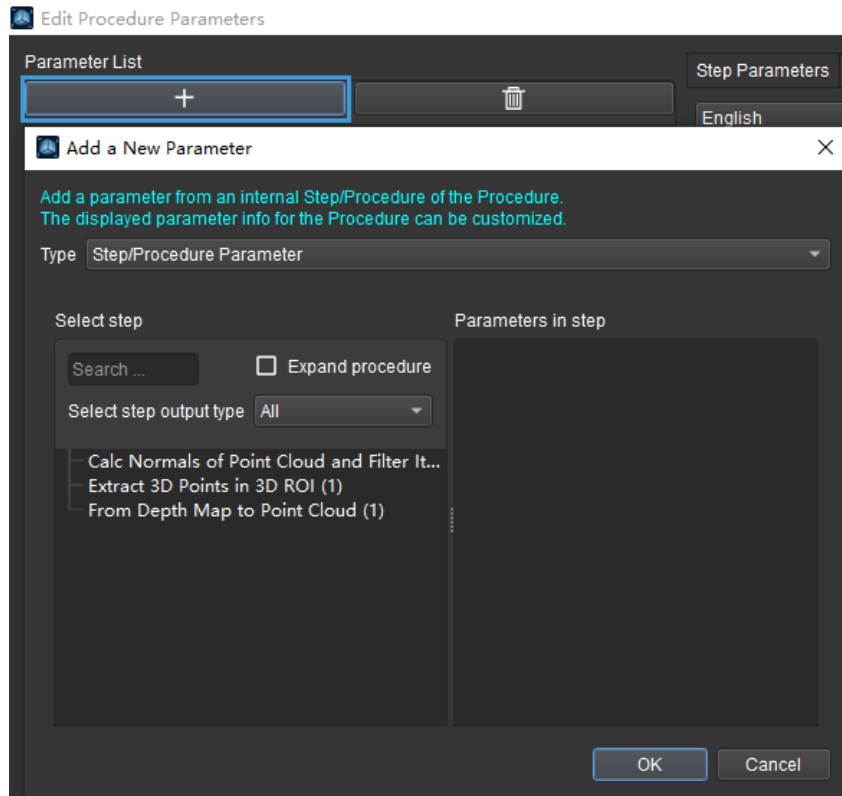 Edit Procedure Parameters
Parameter List
Step Parameters
English
Add a New Parameter
Add a parameter from an internal Step/Procedure of the Procedure.
The displayed parameter info for the Procedure can be customized.
Type Step/Procedure Parameter
Select step
Parameters in step
Search ...
Expand procedure
Select step output type All
Calc Normals of Point Cloud and Filter It...
Extract 3D Points in 3D ROI (1)
From Depth Map to Point Cloud (1)
OK
Cancel